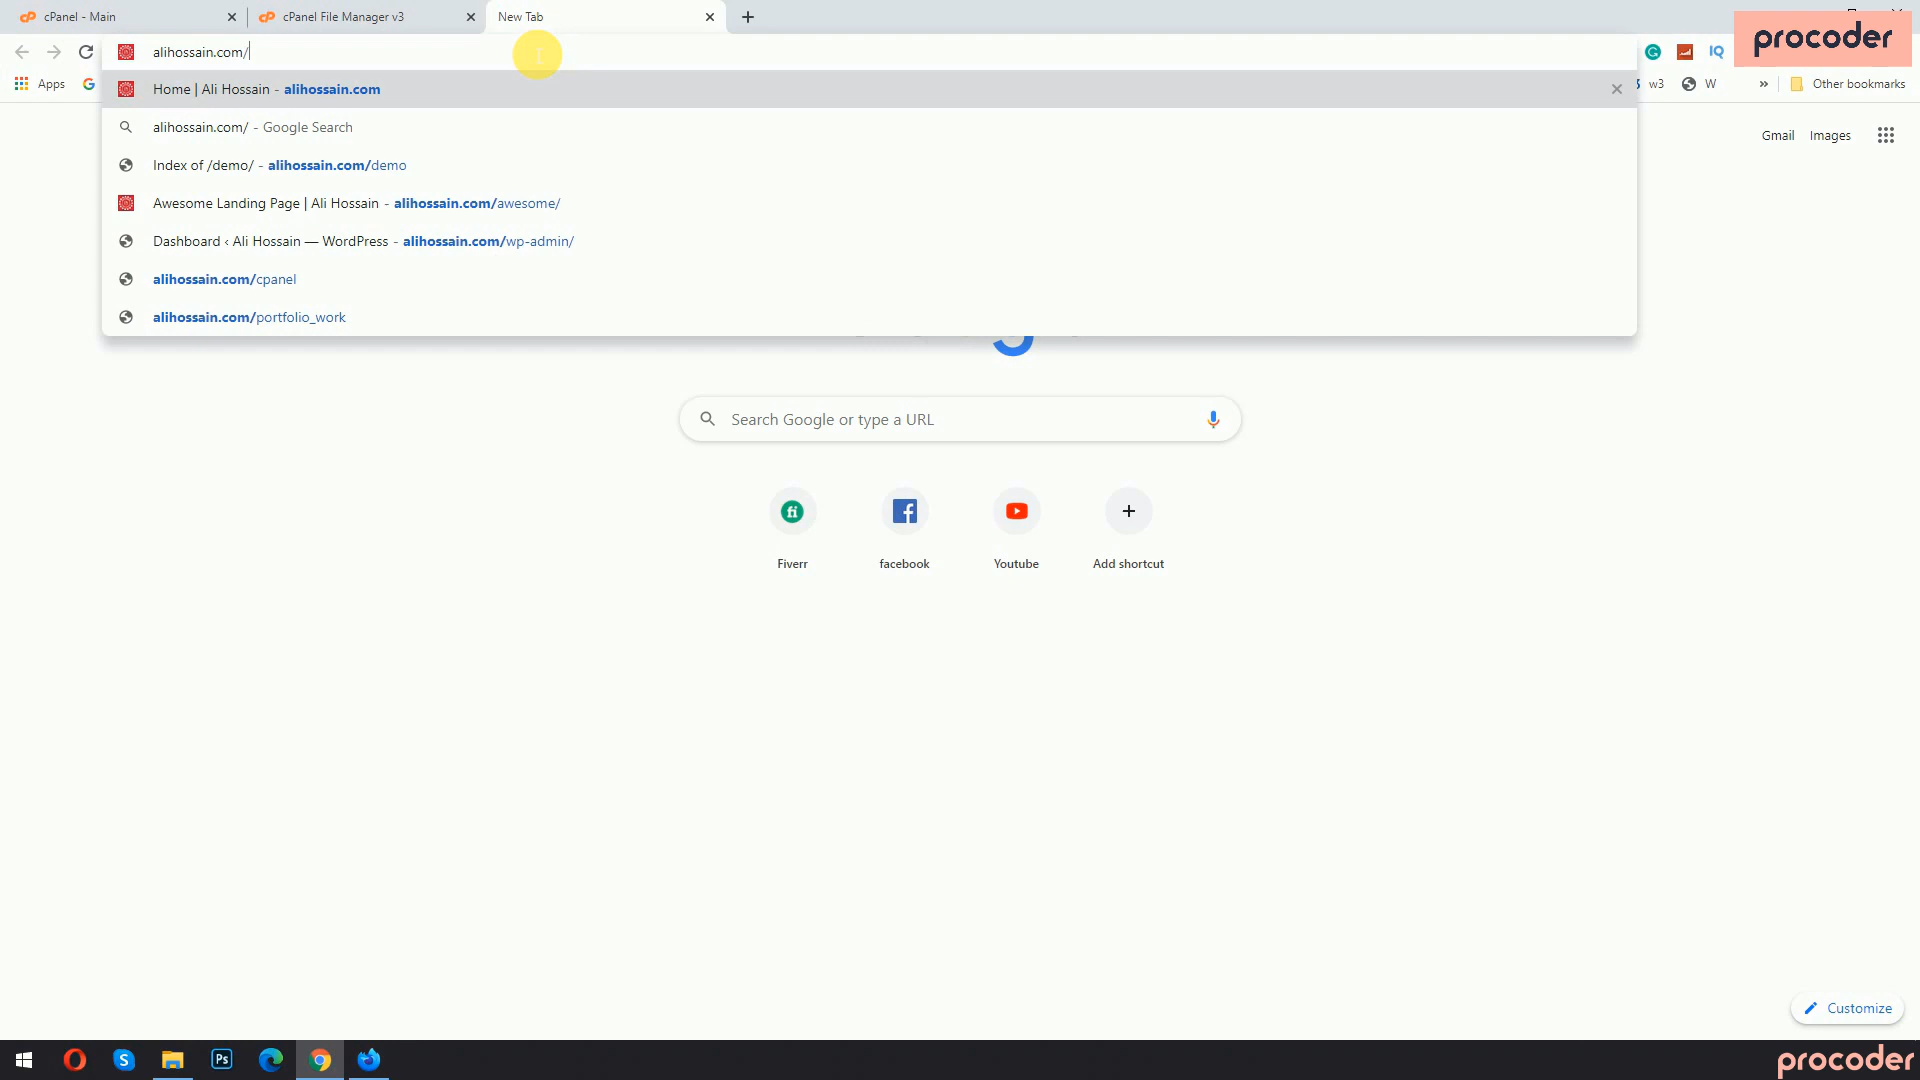 cPanel - Main
cPanel File Manager v3
New Tab
procoder
alihossain.com/
Apps
w3
W
»
Other bookmarks
Home | Ali Hossain - alihossain.com
alihossain.com/ - Google Search
Index of /demo/ - alihossain.com/demo
Awesome Landing Page | Ali Hossain - alihossain.com/awesome/
Dashboard ‹ Ali Hossain — WordPress - alihossain.com/wp-admin/
alihossain.com/cpanel
alihossain.com/portfolio_work
Gmail Images
Search Google or type a URL
Fiverr
facebook
Youtube
Add shortcut
Customize
procoder